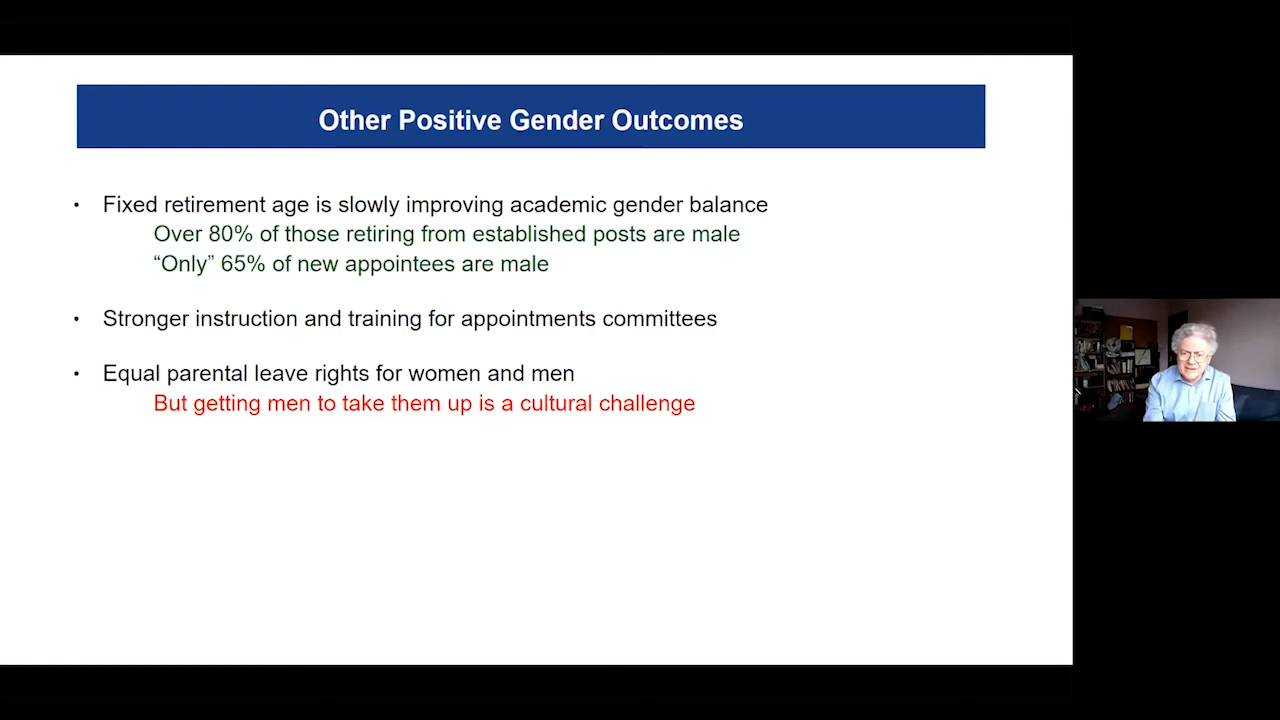 Other Positive Gender Outcomes
• Fixed retirement age is slowly improving academic gender balance
Over 80% of those retiring from established posts are male
“Only” 65% of new appointees are male
• Stronger instruction and training for appointments committees
• Equal parental leave rights for women and men
But getting men to take them up is a cultural challenge